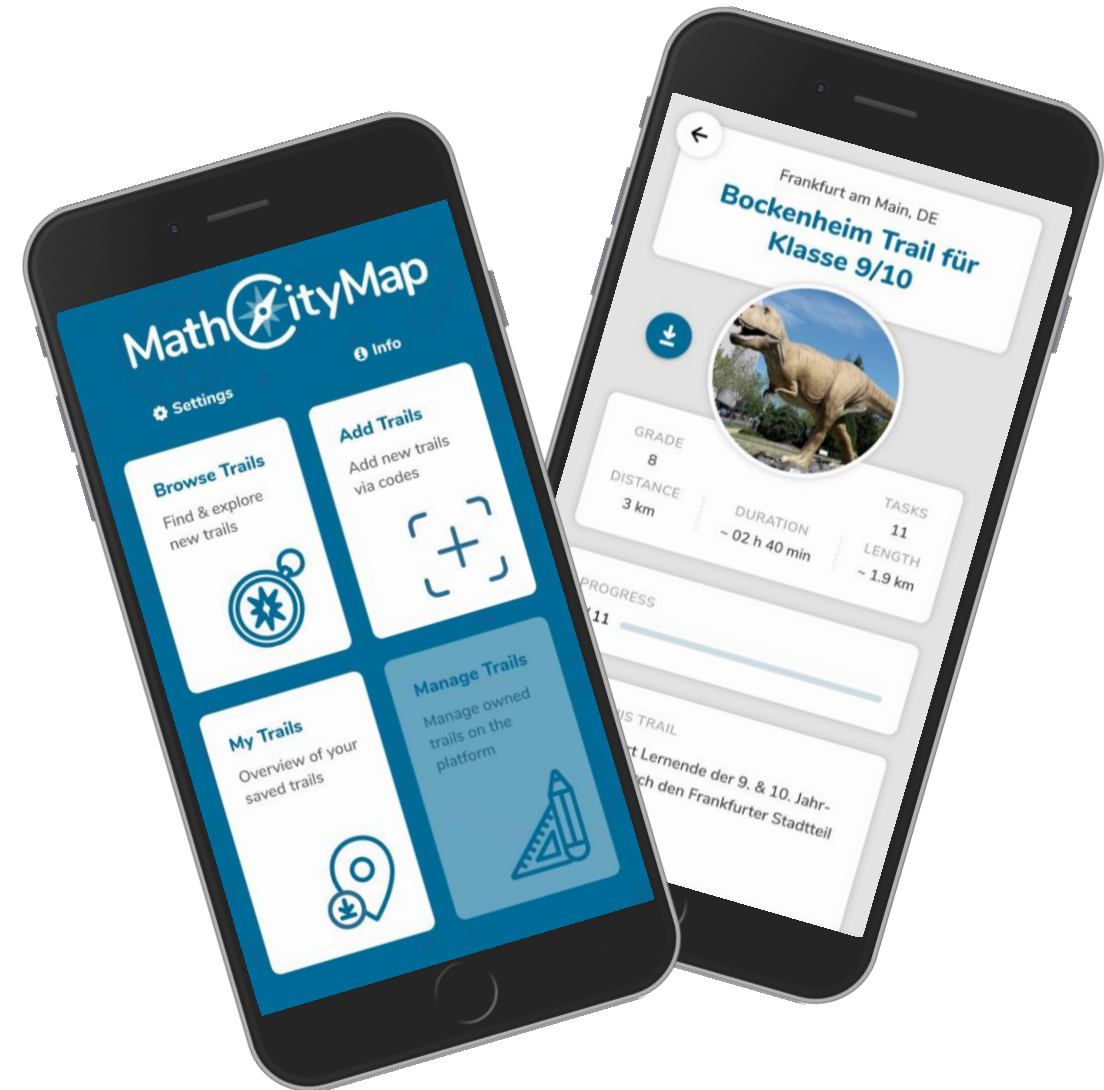 MathCityMap
Settings
Info
Browse Trails
Find & explore
new trails
Add Trails
Add new trails
via codes
My Trails
Overview of your
saved trails
Manage Trails
Manage owned
trails on the
platform
Frankfurt am Main, DE
Bockenheim Trail für
Klasse 9/10
GRADE
8
DISTANCE
3 km
DURATION
~ 02 h 40 min
TASKS
11
LENGTH
~ 1.9 km
PROGRESS
/11
TRAIL
Lernende der 9. & 10. Jahr-
den Frankfurter Stadtteil